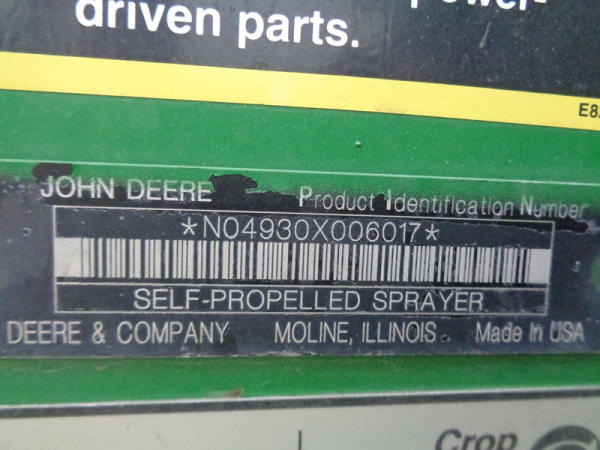 driven parts.
JOHN DEERE Product Identification Number
*N04930X006017*
SELF-PROPELLED SPRAYER
DEERE & COMPANY MOLINE, ILLINOIS Made In USA
Crop